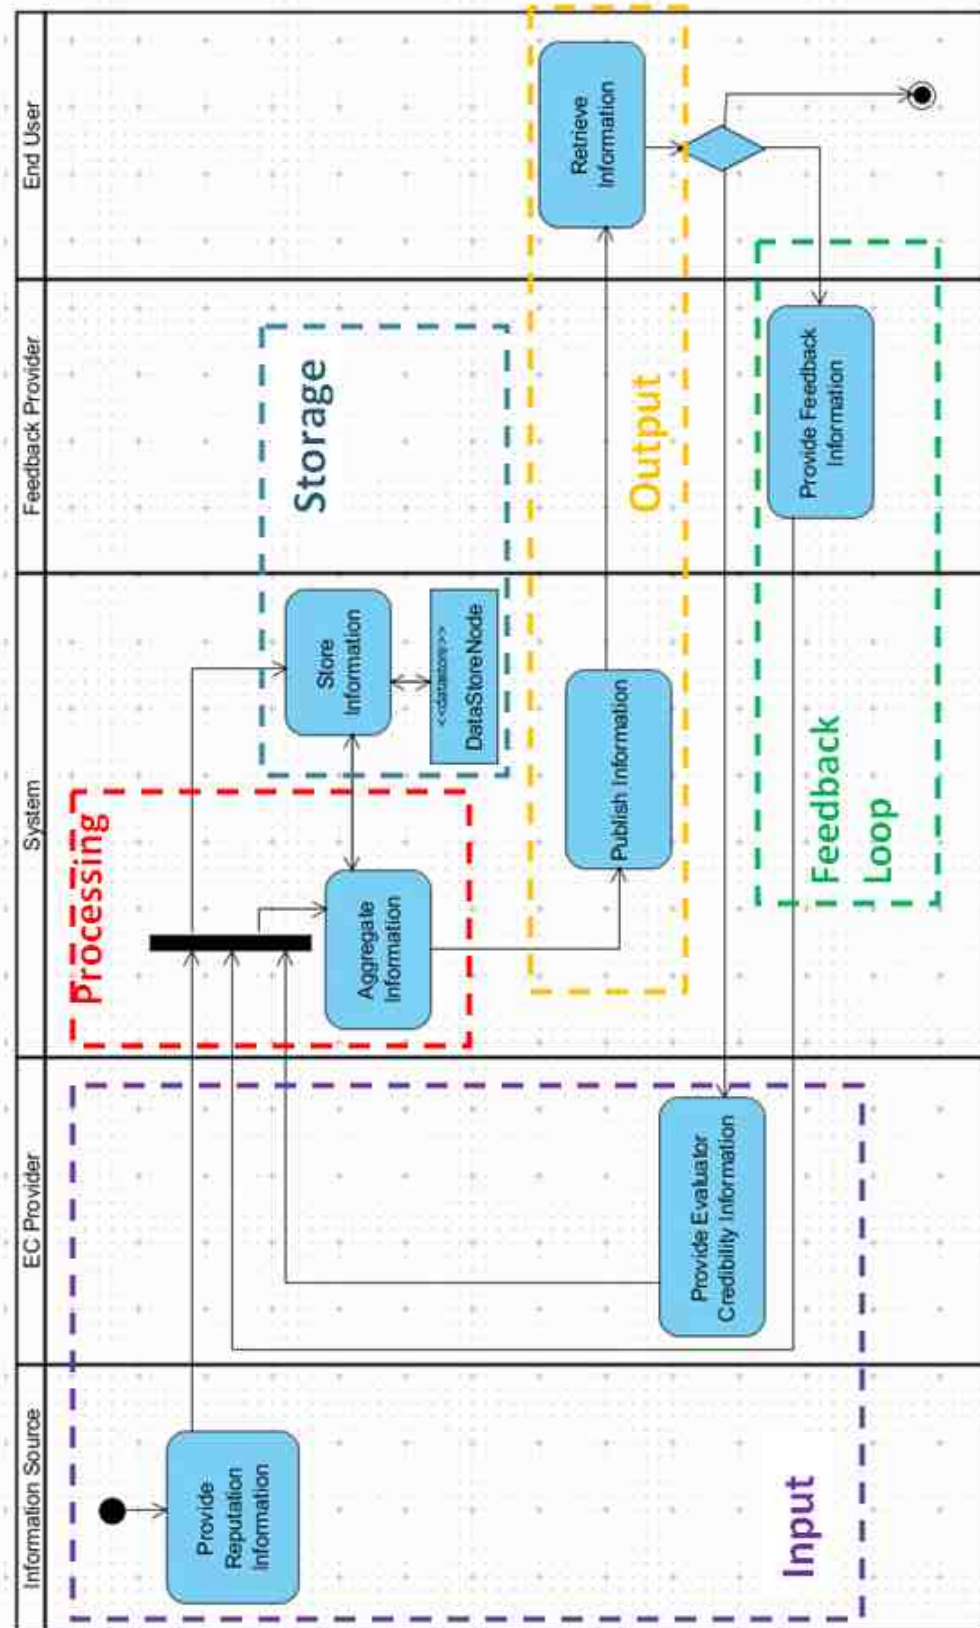 Information Source
EC Provider
System
Feedback Provider
End User
Provide
Reputation
Information
Input
Provide Evaluator
Credibility Information
Processing
Aggregate
Information
Storage
Store
Information
<<datastore>>
DataStoreNode
Output
Publish Information
Retrieve
Information
Feedback
Loop
Provide Feedback
Information